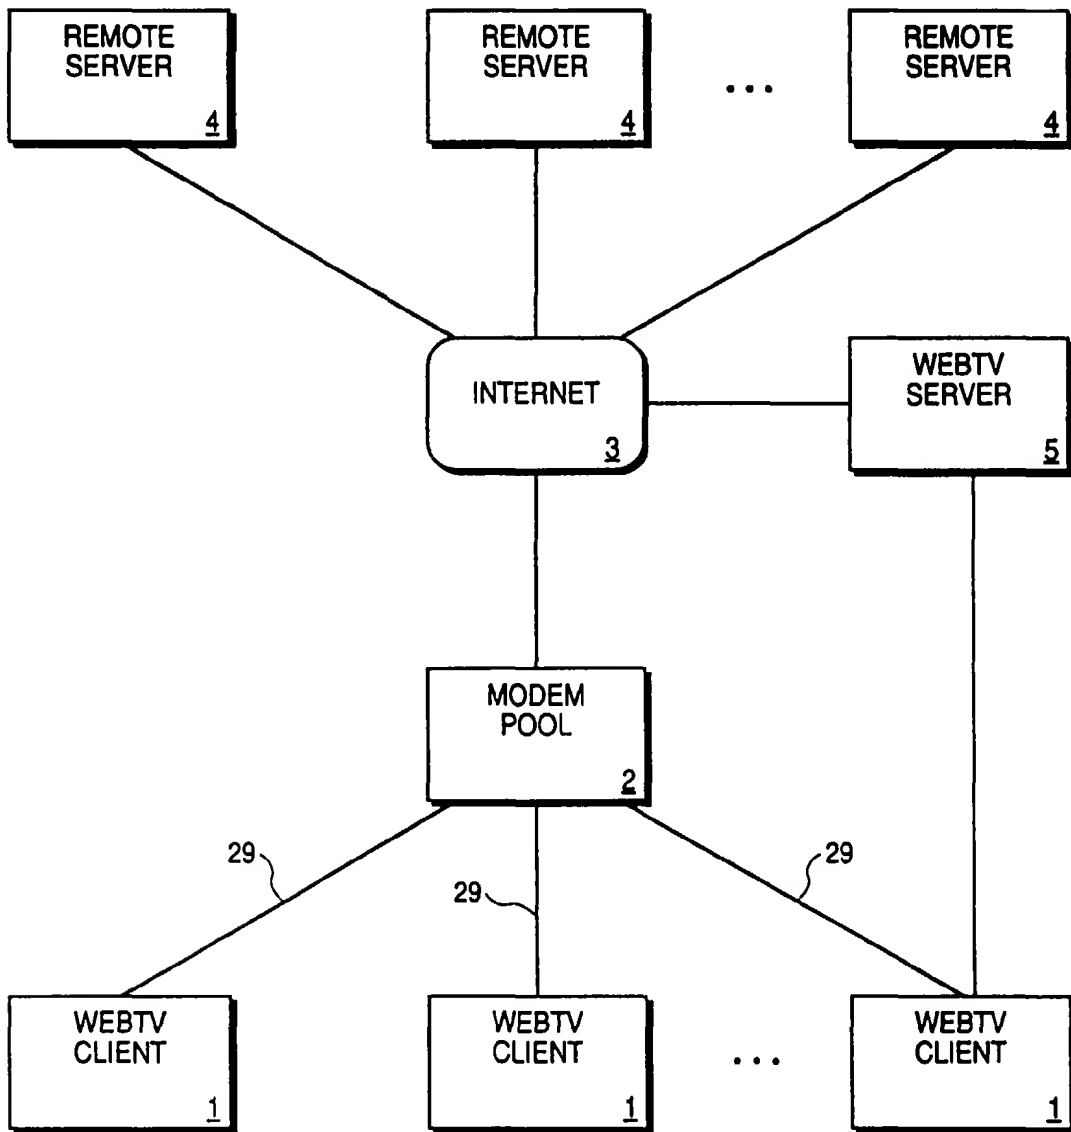 REMOTE
SERVER
4
REMOTE
SERVER
4
...
REMOTE
SERVER
4
INTERNET
3
WEBTV
SERVER
5
MODEM
POOL
2
29
29
29
WEBTV
CLIENT
1
WEBTV
CLIENT
1
...
WEBTV
CLIENT
1